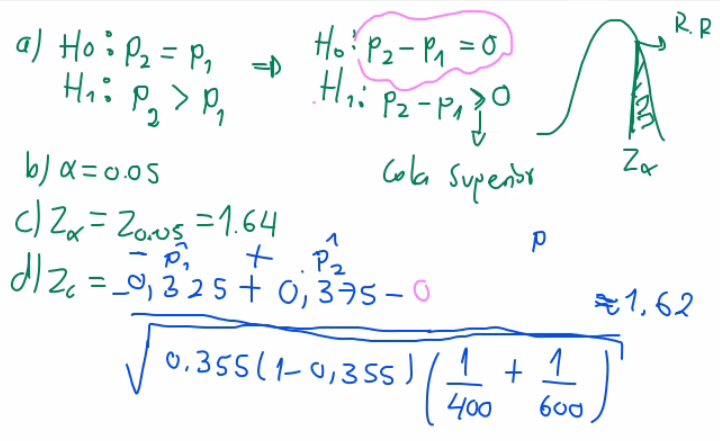 a) H₀: p₂ = p₁ ⇒ H₀: p₂ - p₁ = 0
H₁: p₂ > p₁ H₁: p₂ - p₁ > 0
R.R
Zα
Cola Superior
b) α = 0.05
c) Zα = Z0.05 = 1.64
- p̂₁ + p̂₂
p
d) Zc = -0,325 + 0,375 - 0
≈ 1,62
√ 0.355(1-0,355)(1/400 + 1/600)